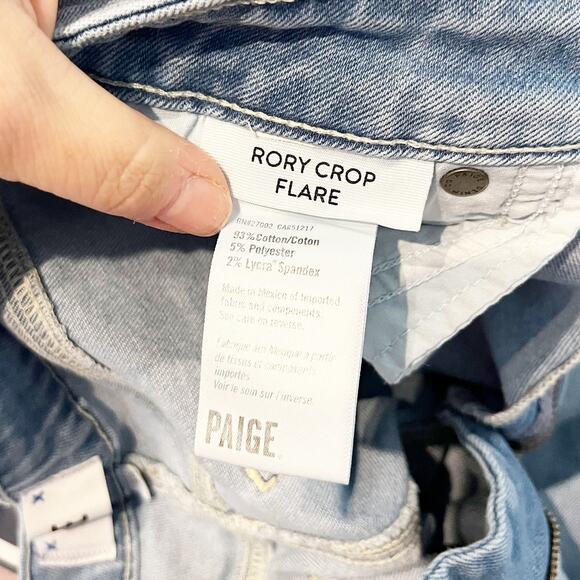 RORY CROP
FLARE
RN#27002 CA#51217
93% Cotton/Coton
5% Polyester
2% Lycra® Spandex
Made in Mexico of imported
fabric and components.
See care on reverse.
Fabriqué au Mexique à partir
de tissus et composants
importés.
Voir le soin sur l'inverse.
PAIGE